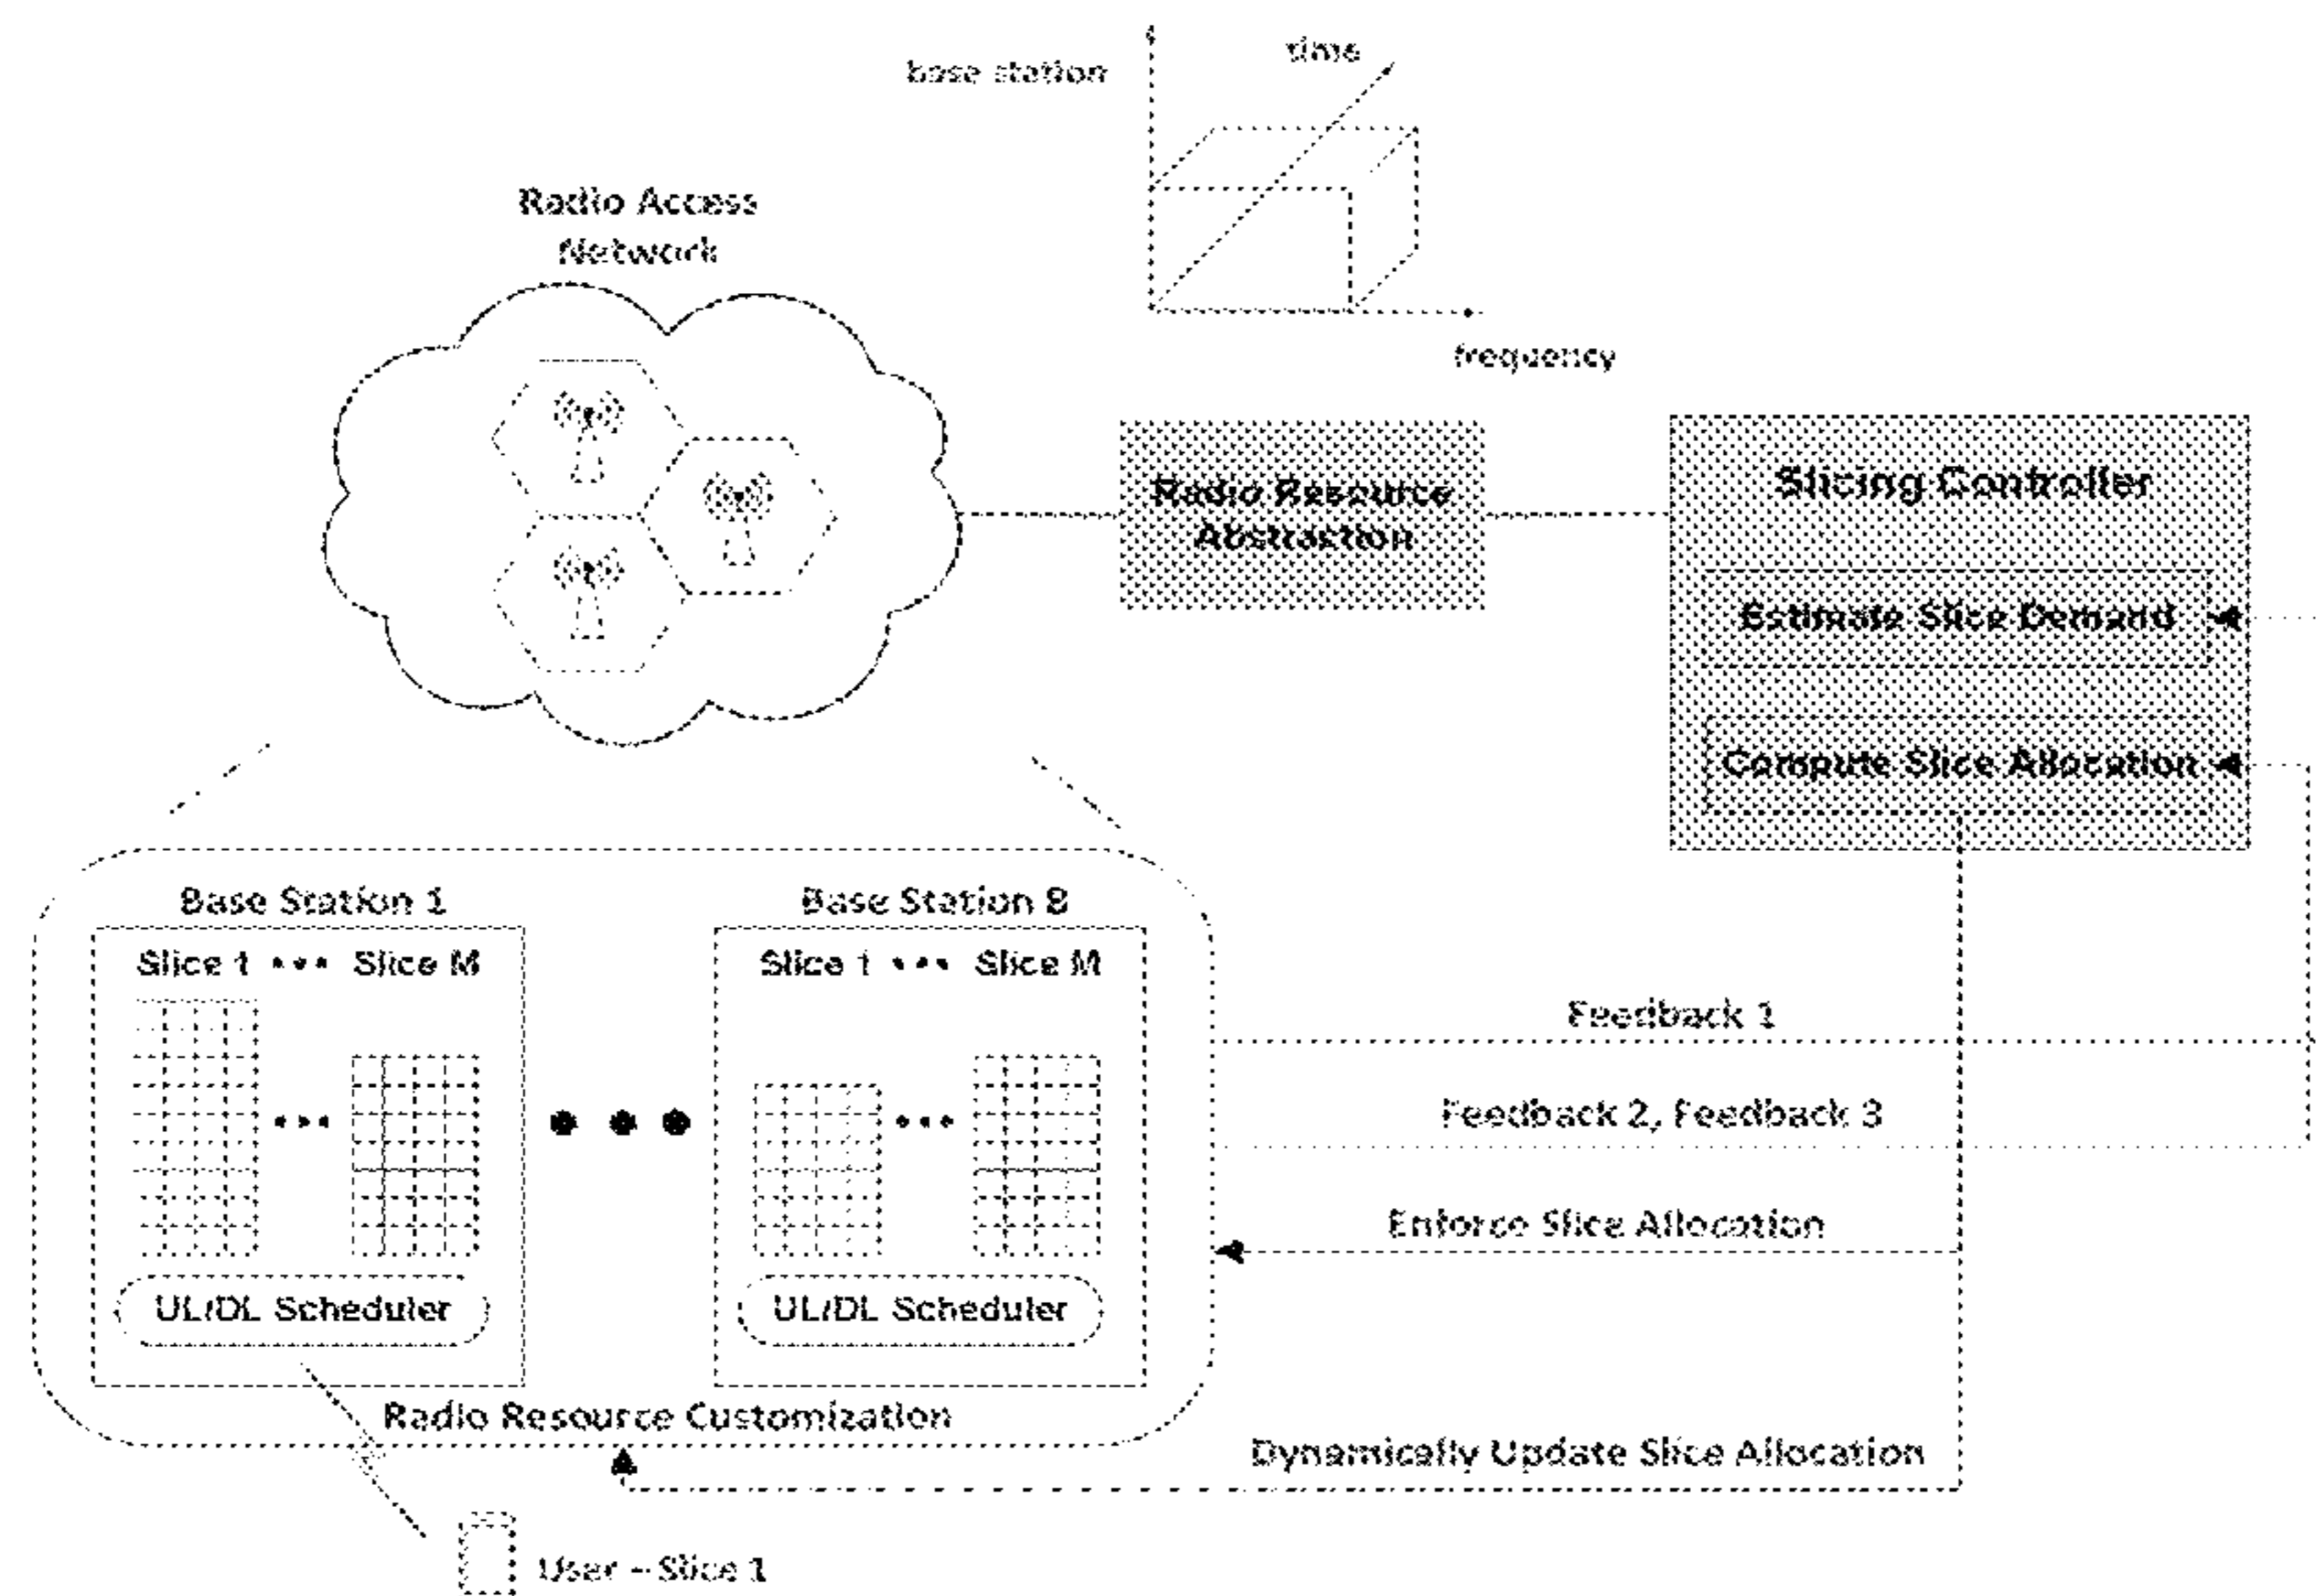 base station
time
frequency
Radio Access
Network
Radio Resource
Abstraction
Slicing Controller
Estimate Slice Demand
Compute Slice Allocation
Base Station 1
Base Station B
Slice 1 ••• Slice M
Slice 1 ••• Slice M
UL/DL Scheduler
UL/DL Scheduler
Radio Resource Customization
Feedback 1
Feedback 2, Feedback 3
Enforce Slice Allocation
Dynamically Update Slice Allocation
User – Slice 1